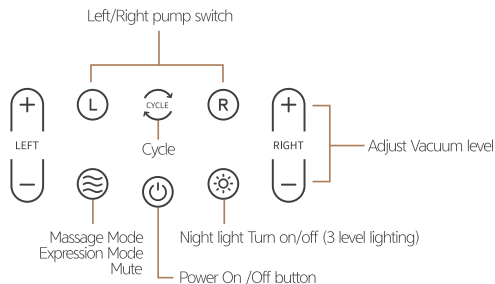 Left/Right pump switch
+ L CYCLE R +
LEFT RIGHT
Adjust Vacuum level
Cycle
− −
Massage Mode
Expression Mode
Mute
Night light Turn on/off (3 level lighting)
Power On /Off button